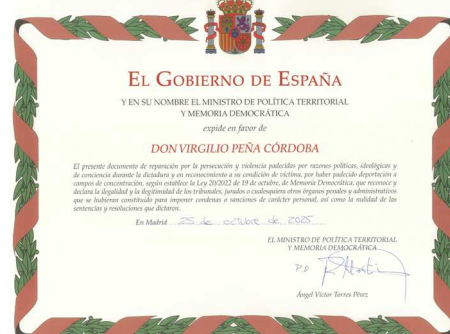 EL GOBIERNO DE ESPAÑA
Y EN SU NOMBRE EL MINISTRO DE POLÍTICA TERRITORIAL
Y MEMORIA DEMOCRÁTICA
expide en favor de
DON VIRGILIO PEÑA CÓRDOBA
El presente documento de reparación por la persecución y violencia padecidas por razones políticas, ideológicas y
de conciencia durante la dictadura y en reconocimiento a su condición de víctima, por haber padecido deportación a
campos de concentración, según establece la Ley 20/2022 de 19 de octubre, de Memoria Democrática, que reconoce y
declara la ilegalidad y la ilegitimidad de los tribunales, jurados o cualesquiera otros órganos penales y administrativos
que se hubieran constituido para imponer condenas o sanciones de carácter personal, así como la nulidad de las
sentencias y resoluciones que dictaron.
En Madrid 25 de octubre de 2025
EL MINISTRO DE POLÍTICA TERRITORIAL
Y MEMORIA DEMOCRÁTICA
P.O
Ángel Víctor Torres Pérez